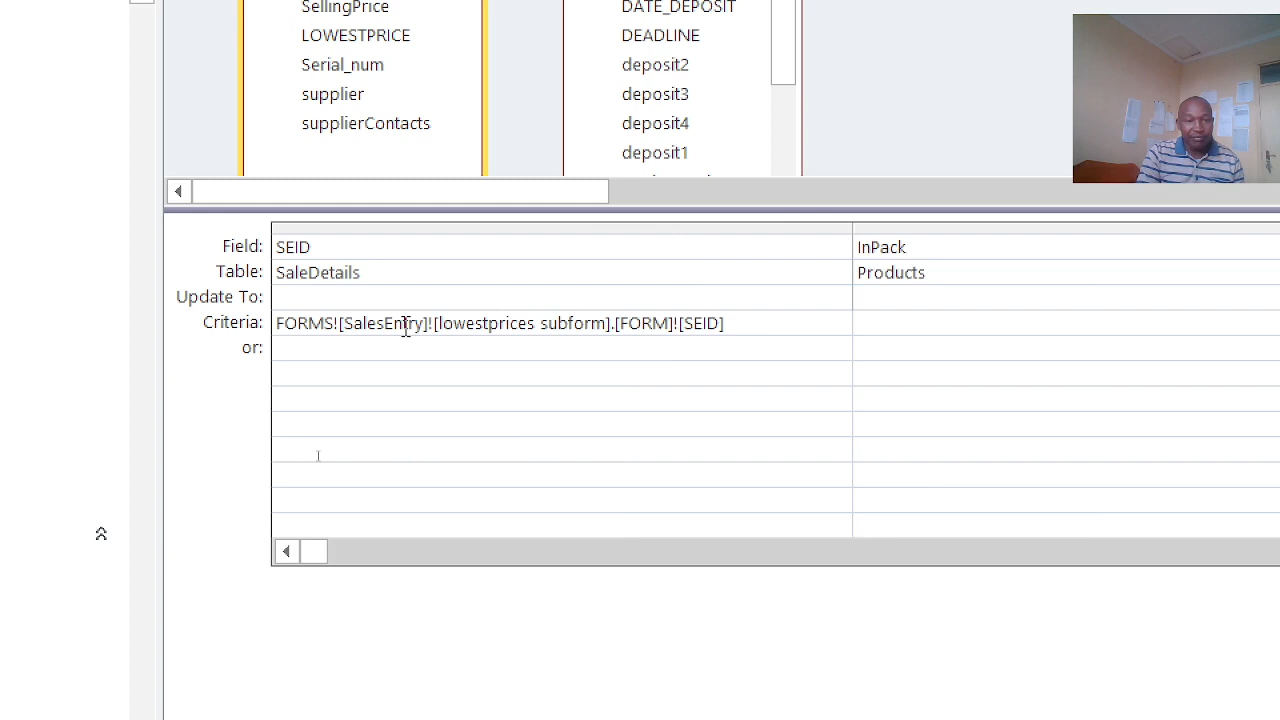 SellingPrice
LOWESTPRICE
Serial_num
supplier
supplierContacts
DATE_DEPOSIT
DEADLINE
deposit2
deposit3
deposit4
deposit1
Field: SEID InPack
Table: SaleDetails Products
Update To:
Criteria: FORMS![SalesEntry]![lowestprices subform].[FORM]![SEID]
or: